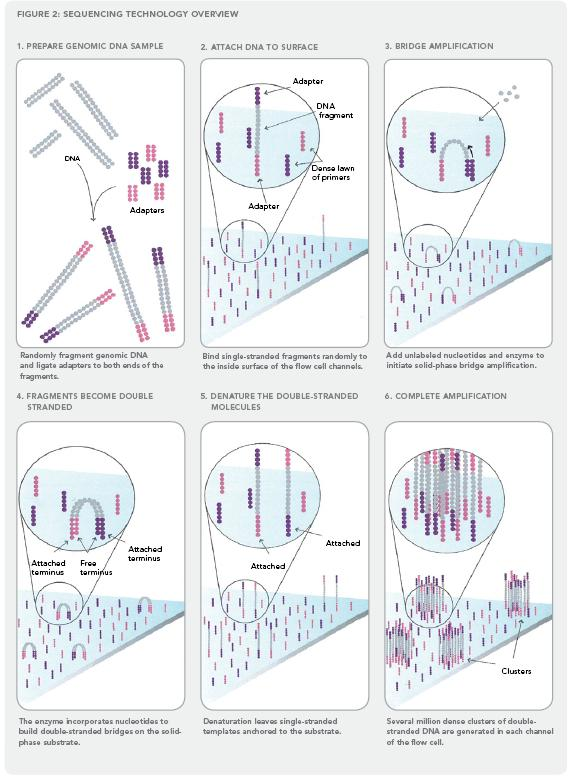 FIGURE 2: SEQUENCING TECHNOLOGY OVERVIEW
1. PREPARE GENOMIC DNA SAMPLE
DNA
Adapters
Randomly fragment genomic DNA
and ligate adapters to both ends of the
fragments.
2. ATTACH DNA TO SURFACE
Adapter
DNA
fragment
Dense lawn
of primers
Adapter
Bind single-stranded fragments randomly to
the inside surface of the flow cell channels.
3. BRIDGE AMPLIFICATION
Add unlabeled nucleotides and enzyme to
initiate solid-phase bridge amplification.
4. FRAGMENTS BECOME DOUBLE
STRANDED
Attached
terminus
Free
terminus
Attached
terminus
The enzyme incorporates nucleotides to
build double-stranded bridges on the solid-
phase substrate.
5. DENATURE THE DOUBLE-STRANDED
MOLECULES
Attached
Attached
Denaturation leaves single-stranded
templates anchored to the substrate.
6. COMPLETE AMPLIFICATION
Clusters
Several million dense clusters of double-
stranded DNA are generated in each channel
of the flow cell.